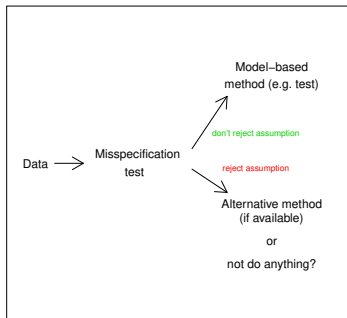 Model−based
method (e.g. test)
don't reject assumption
Data
Misspecification
test
reject assumption
Alternative method
(if available)
or
not do anything?